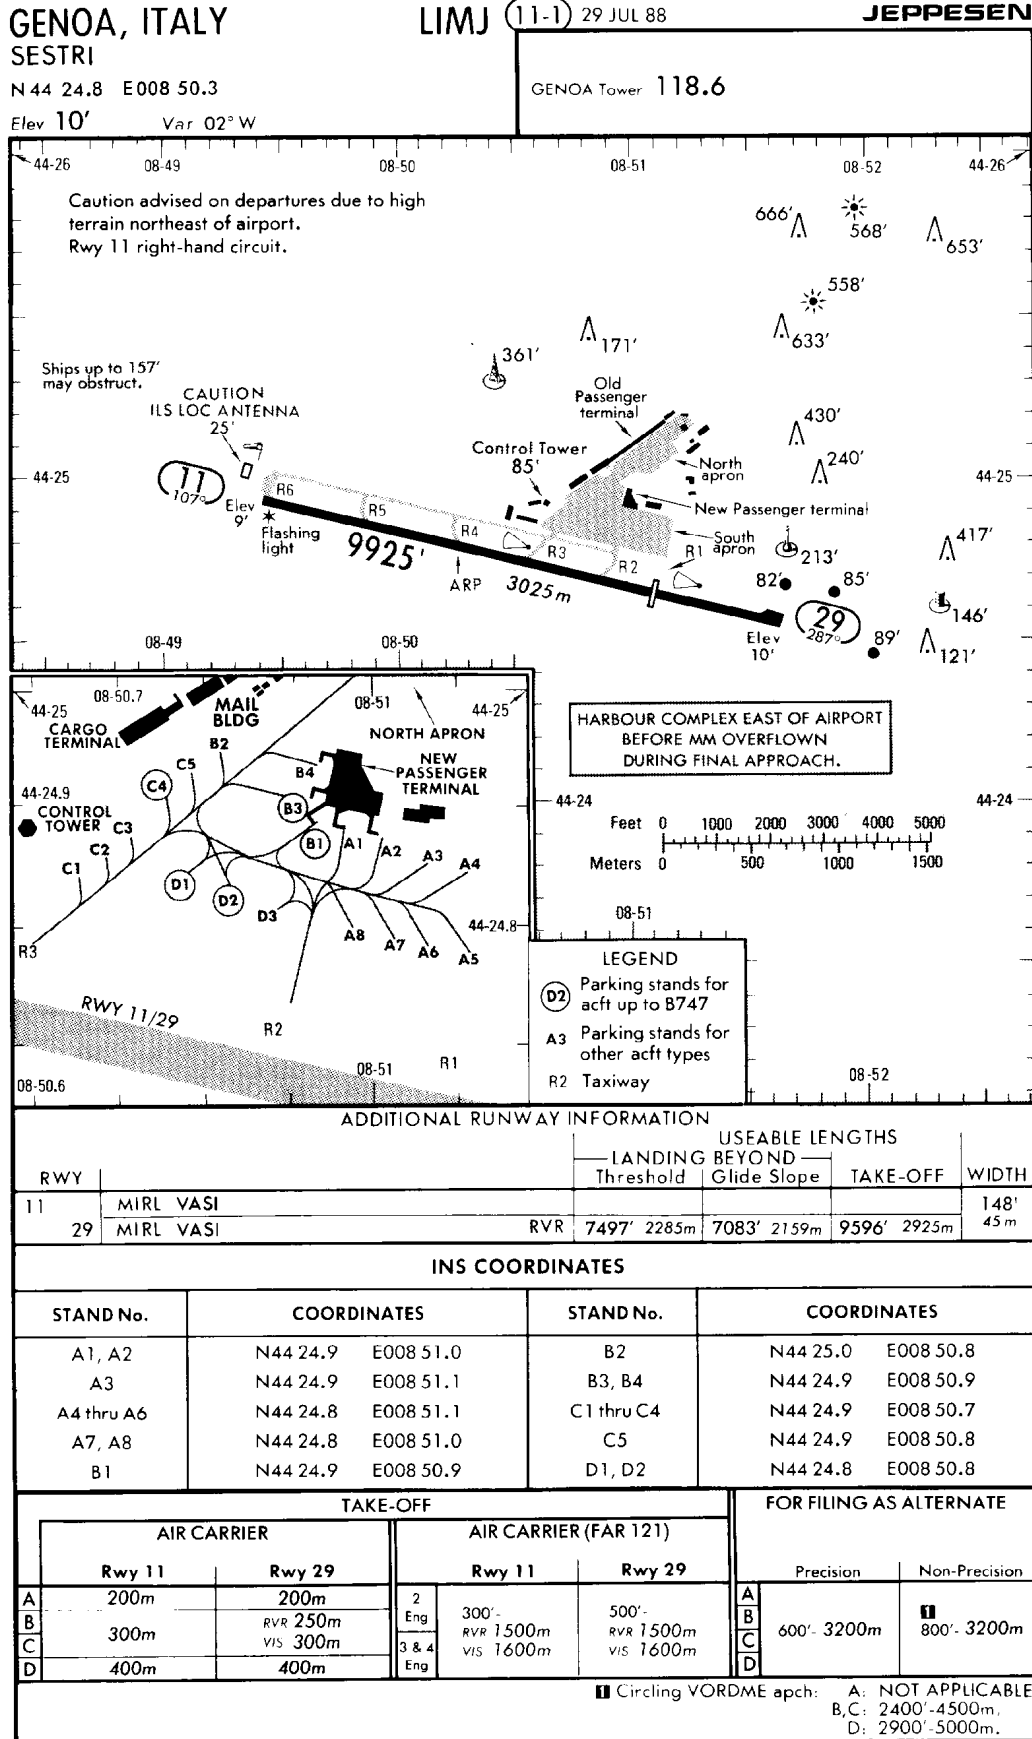 GENOA, ITALY
SESTRI
N 44 24.8 E008 50.3
Elev 10' Var 02° W
LIMJ 11-1 29 JUL 88
JEPPESEN
GENOA Tower 118.6
44-26 08-49 08-50 08-51 08-52 44-26
Caution advised on departures due to high
terrain northeast of airport.
Rwy 11 right-hand circuit.
666'
568'
653'
558'
633'
171'
361'
Ships up to 157'
may obstruct.
CAUTION
ILS LOC ANTENNA
25'
Old
Passenger
terminal
Control Tower
85'
430'
240'
North
apron
New Passenger terminal
South
apron
44-25
44-25
11
107°
Elev
9'
Flashing
light
R6
R5
R4
R3
R2
R1
9925'
3025m
ARP
213'
417'
82'
85'
146'
29
287°
89'
121'
Elev
10'
08-49 08-50
44-25
08-50.7
08-51
44-25
CARGO
TERMINAL
MAIL
BLDG
NORTH APRON
NEW
PASSENGER
TERMINAL
B2
B4
C5
C4
B3
44-24.9
CONTROL
TOWER
C3
C2
C1
B1
A1
A2
A3
A4
D1
D2
D3
A8
A7
A6
A5
44-24.8
R3
RWY 11/29
R2
R1
08-50.6
08-51
HARBOUR COMPLEX EAST OF AIRPORT
BEFORE MM OVERFLOWN
DURING FINAL APPROACH.
44-24
44-24
Feet 0 1000 2000 3000 4000 5000
Meters 0 500 1000 1500
08-51
LEGEND
D2 Parking stands for
acft up to B747
A3 Parking stands for
other acft types
R2 Taxiway
08-52
ADDITIONAL RUNWAY INFORMATION
USEABLE LENGTHS
LANDING BEYOND
RWY Threshold Glide Slope TAKE-OFF WIDTH
11 MIRL VASI
29 MIRL VASI RVR 7497' 2285m 7083' 2159m 9596' 2925m
148'
45m
INS COORDINATES
STAND No. COORDINATES STAND No. COORDINATES
A1, A2 N44 24.9 E008 51.0 B2 N44 25.0 E008 50.8
A3 N44 24.9 E008 51.1 B3, B4 N44 24.9 E008 50.9
A4 thru A6 N44 24.8 E008 51.1 C1 thru C4 N44 24.9 E008 50.7
A7, A8 N44 24.8 E008 51.0 C5 N44 24.9 E008 50.8
B1 N44 24.9 E008 50.9 D1, D2 N44 24.8 E008 50.8
TAKE-OFF
FOR FILING AS ALTERNATE
AIR CARRIER AIR CARRIER (FAR 121)
Rwy 11 Rwy 29 Rwy 11 Rwy 29 Precision Non-Precision
A
B
C
D
200m
300m
400m
200m
RVR 250m
VIS 300m
400m
2
Eng
3 & 4
Eng
300'-
RVR 1500m
VIS 1600m
500'-
RVR 1500m
VIS 1600m
A
B
C
D
600'- 3200m
1
800'- 3200m
1 Circling VORDME apch: A: NOT APPLICABLE
B,C: 2400'-4500m,
D: 2900'-5000m.